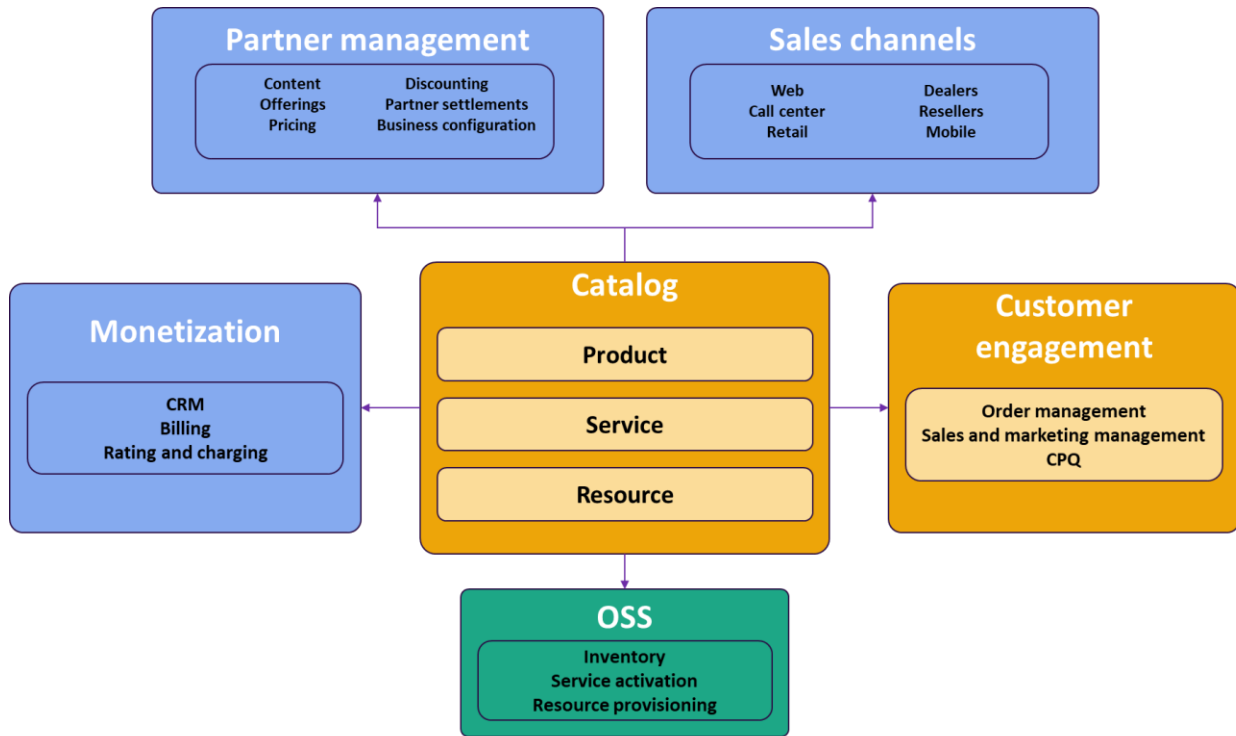 Partner management
Content
Offerings
Pricing
Discounting
Partner settlements
Business configuration
Sales channels
Web
Call center
Retail
Dealers
Resellers
Mobile
Monetization
CRM
Billing
Rating and charging
Catalog
Product
Service
Resource
Customer
engagement
Order management
Sales and marketing management
CPQ
OSS
Inventory
Service activation
Resource provisioning